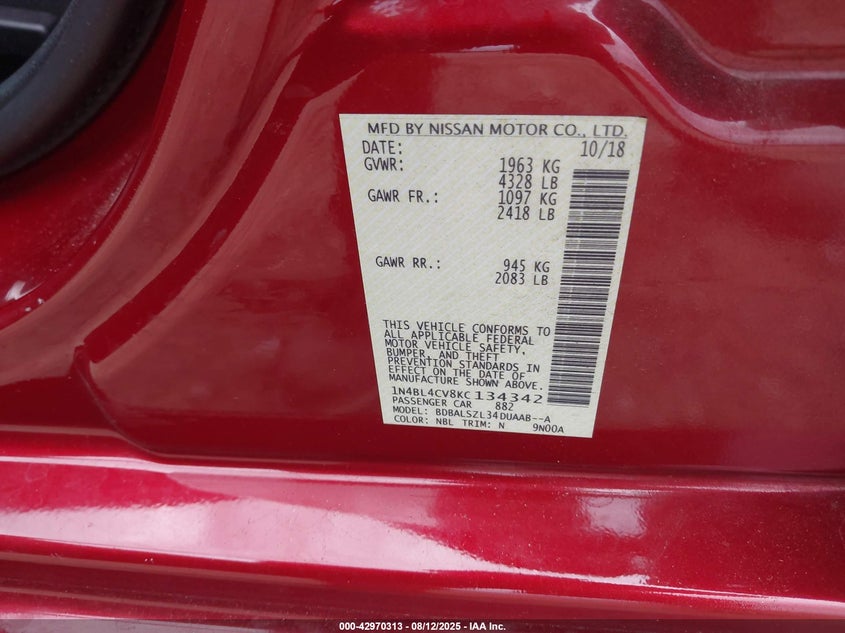 MFD BY NISSAN MOTOR CO., LTD.
DATE: 10/18
GVWR: 1963 KG
4328 LB
GAWR FR.: 1097 KG
2418 LB
GAWR RR.: 945 KG
2083 LB
THIS VEHICLE CONFORMS TO
ALL APPLICABLE FEDERAL
MOTOR VEHICLE SAFETY,
BUMPER, AND THEFT
PREVENTION STANDARDS IN
EFFECT ON THE DATE OF
MANUFACTURE SHOWN ABOVE.
1N4BL4CV8KC134342
PASSENGER CAR 882
MODEL: BDBALSZL34DUAAB--A
COLOR: NBL TRIM: N 9N00A
000-42970313 - 08/12/2025 - IAA Inc.